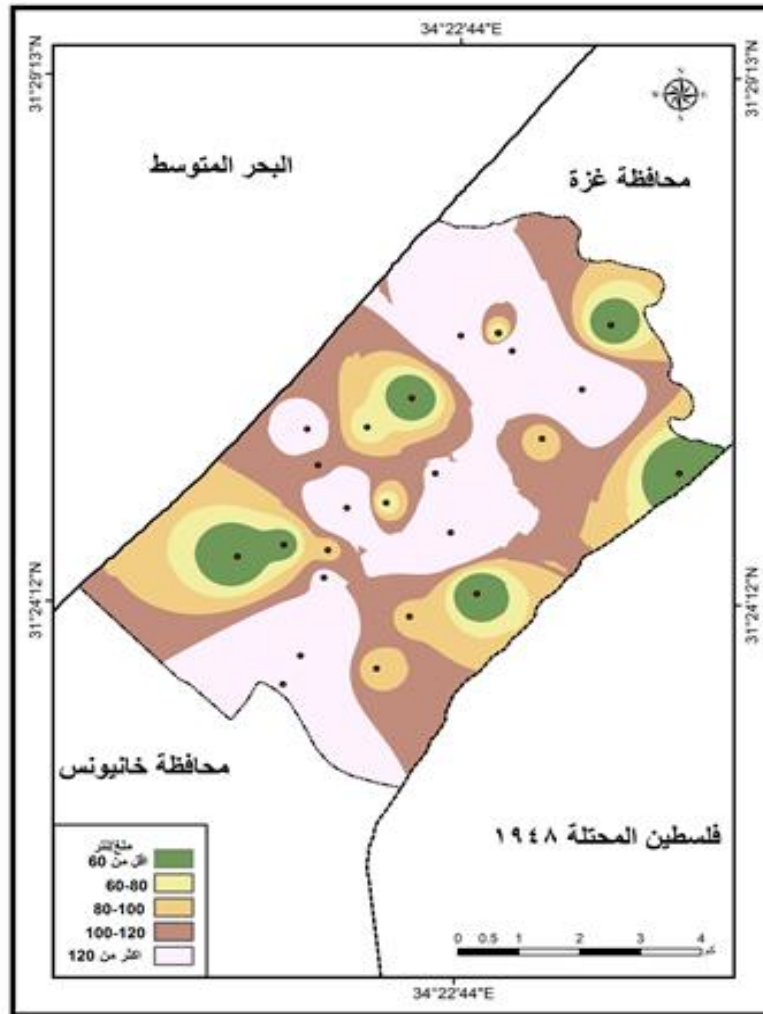 34°22'44"E
31°29'13"N
31°29'13"N
البحر المتوسط
محافظة غزة
31°24'12"N
31°24'12"N
محافظة خانيونس
فلسطين المحتلة ١٩٤٨
ملغ/لتر
اقل من 60
60-80
80-100
100-120
اكثر من 120
0 0.5 1 2 3 4
كم
34°22'44"E